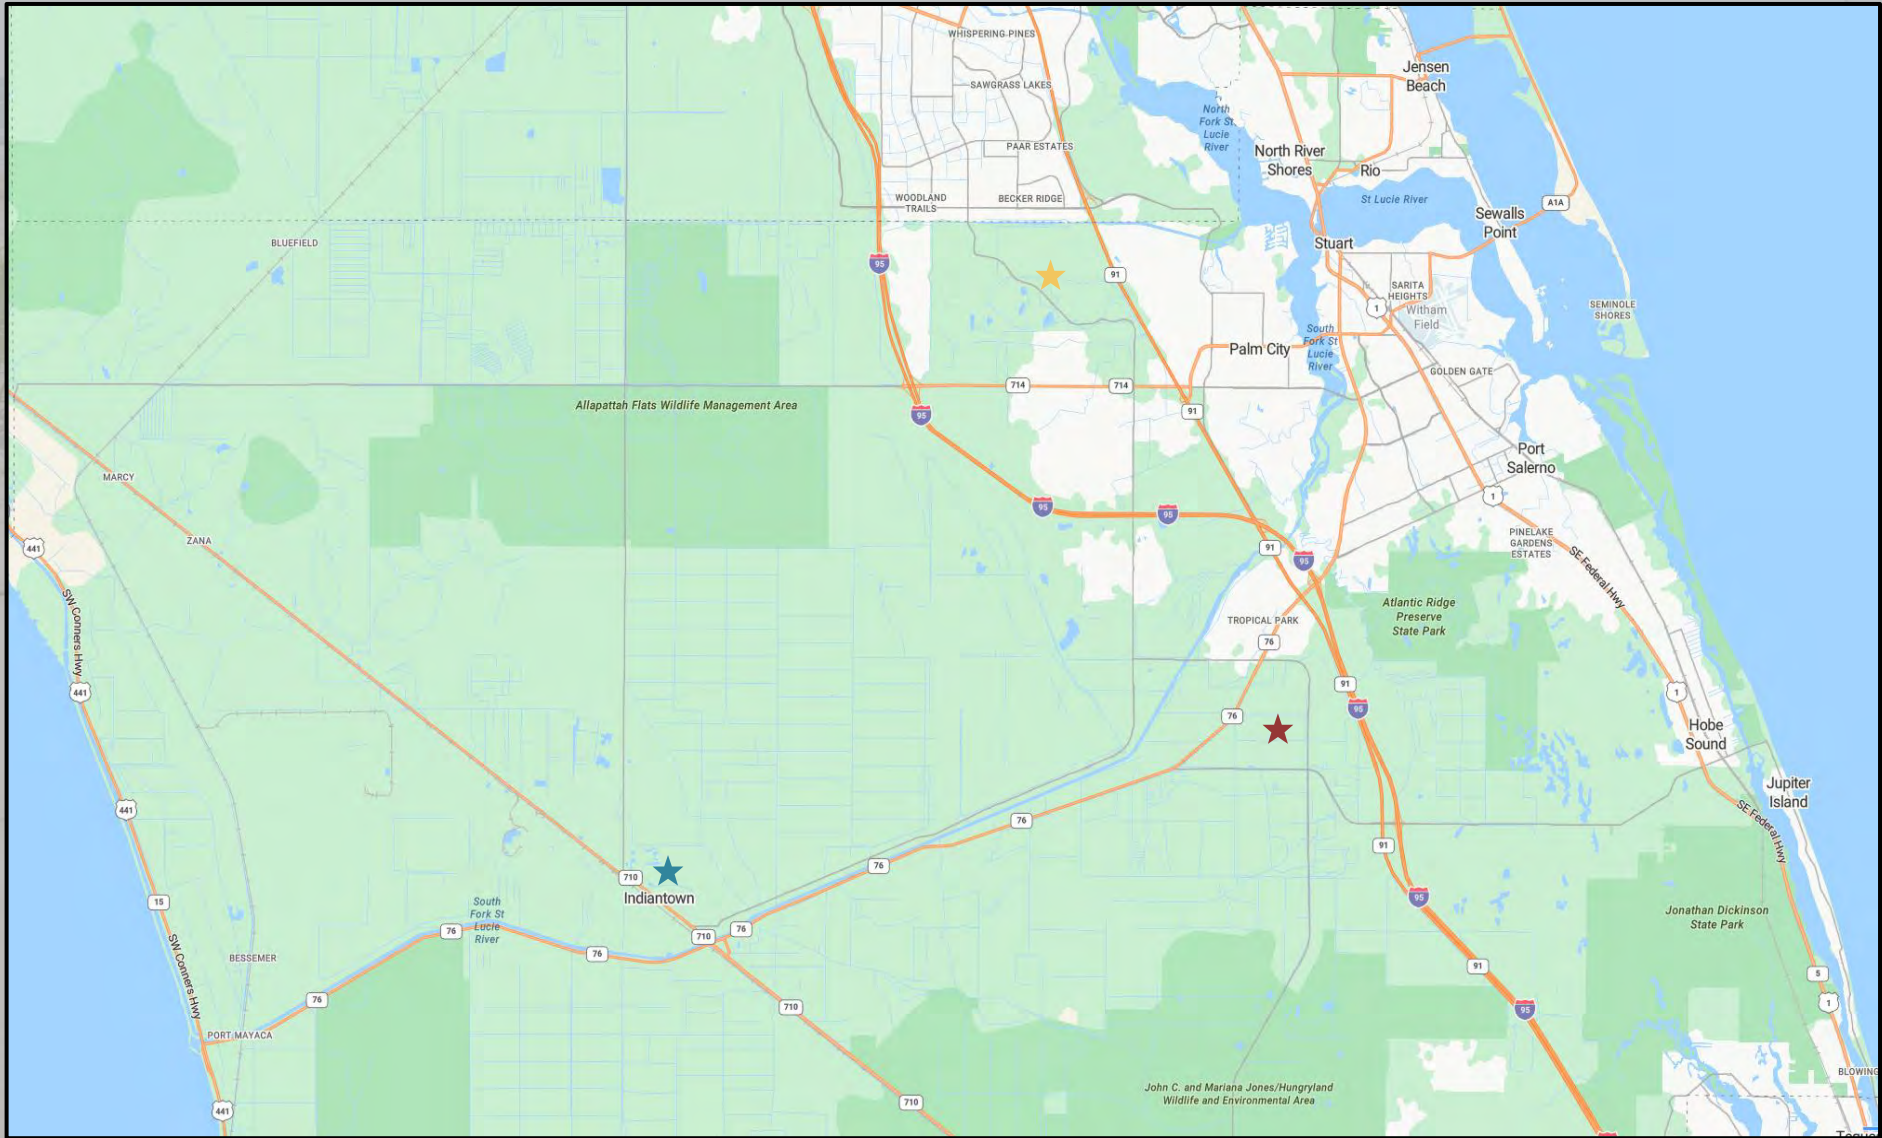 WHISPERING PINES
Jensen
Beach
SAWGRASS LAKES
North
Fork St
Lucie
River
PAAR ESTATES
North River
Shores
Rio
WOODLAND
TRAILS
BECKER RIDGE
St Lucie River
A1A
Sewalls
Point
BLUEFIELD
Stuart
95
91
SARITA
HEIGHTS
1
Witham
Field
SEMINOLE
SHORES
South
Fork St
Lucie
River
Palm City
GOLDEN GATE
714
714
Allapattah Flats Wildlife Management Area
95
91
Port
Salerno
MARCY
1
95
95
ZANA
441
91
95
PINELAKE
GARDENS
ESTATES
SE Federal Hwy
SW Conners Hwy
Atlantic Ridge
Preserve
State Park
TROPICAL PARK
76
441
91
1
95
76
Hobe
Sound
Jupiter
Island
441
76
SE Federal Hwy
91
76
710
Indiantown
95
15
South
Fork St
Lucie
River
Jonathan Dickinson
State Park
76
76
710
SW Conners Hwy
76
BESSEMER
91
5
76
710
1
95
PORT MAYACA
BLOWING
John C. and Mariana Jones/Hungryland
Wildlife and Environmental Area
710
441